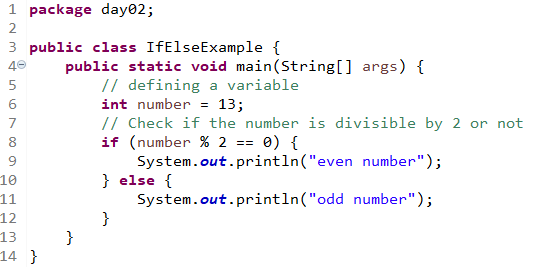 1 package day02;
2
3 public class IfElseExample {
4     public static void main(String[] args) {
5         // defining a variable
6         int number = 13;
7         // Check if the number is divisible by 2 or not
8         if (number % 2 == 0) {
9             System.out.println("even number");
10         } else {
11             System.out.println("odd number");
12         }
13     }
14 }